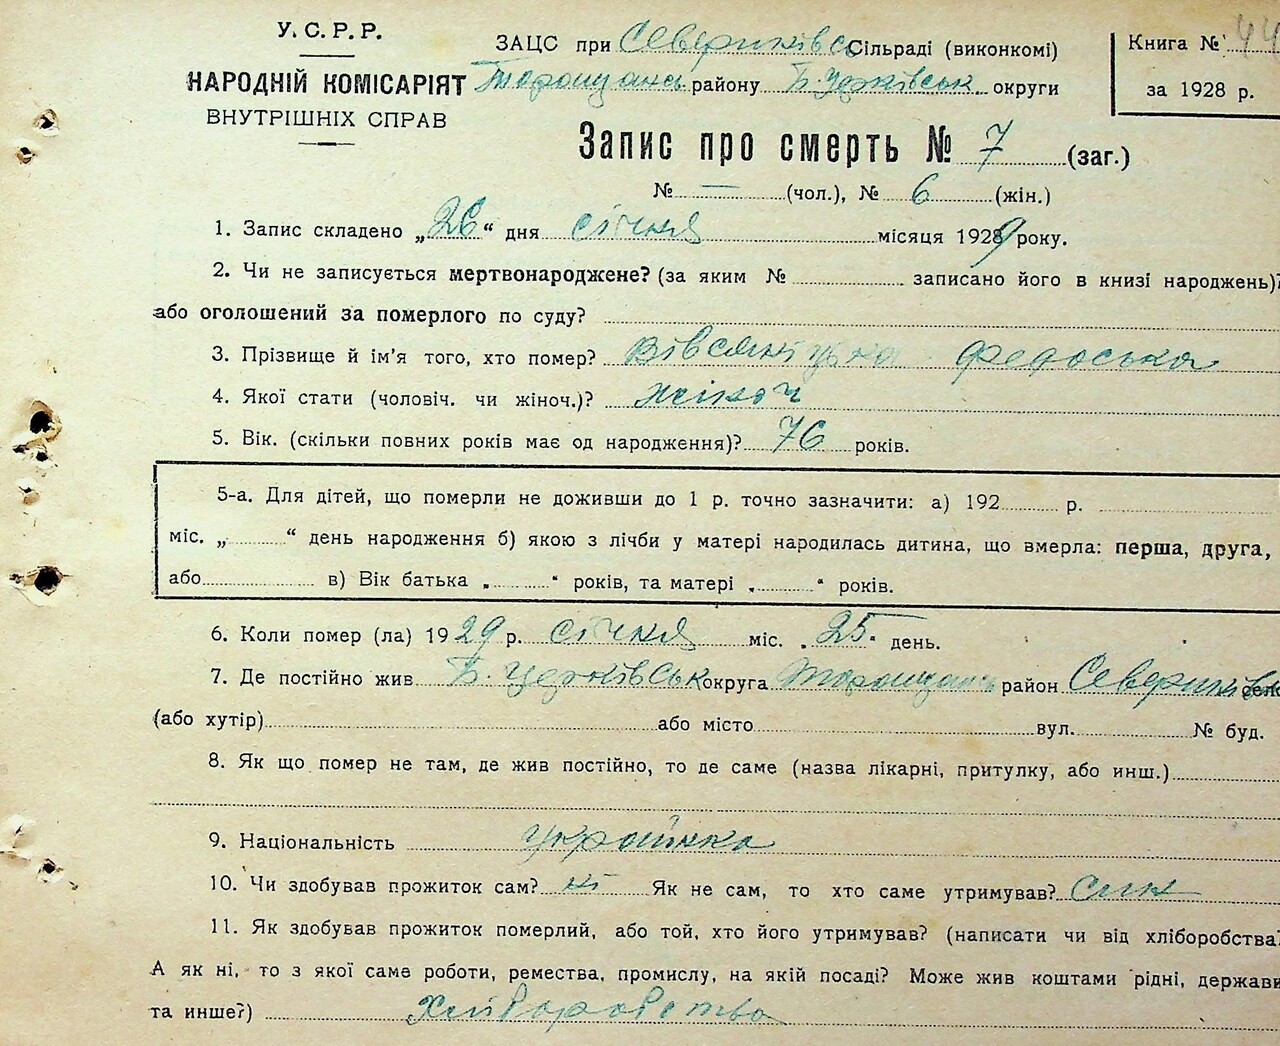 У.С.Р.Р.
НАРОДНІЙ КОМІСАРІЯТ
ВНУТРІШНІХ СПРАВ
ЗАЦС при Севериківс. Сільраді (виконкомі)
Таращанс району Б. Церківськ. округи
Книга № 44
за 1928 р.
Запис про смерть № 7 (заг.)
№ — (чол.), № 6 (жін.)
1. Запис складено „26“ дня січня місяця 1929 року.
2. Чи не записується мертвонароджене? (за яким № записано його в книзі народжень)?
або оголошений за померлого по суду?
3. Прізвище й ім'я того, хто помер? Вівсяницька Федоська
4. Якої стати (чоловіч. чи жіноч.)? жіноч
5. Вік. (скільки повних років має од народження)? 76 років.
5-а. Для дітей, що померли не доживши до 1 р. точно зазначити: а) 192 р.
міс. „ “ день народження б) якою з лічби у матері народилась дитина, що вмерла: перша, друга,
або в) Вік батька „ “ років, та матері „ “ років.
6. Коли помер (ла) 1929 р. січня міс. „25“ день.
7. Де постійно жив Б. Церківськ округа Таращанс район Севериківка село
(або хутір) або місто вул. № буд.
8. Як що помер не там, де жив постійно, то де саме (назва лікарні, притулку, або инш.)
9. Національність українка
10. Чи здобував прожиток сам? ні Як не сам, то хто саме утримував? син
11. Як здобував прожиток померлий, або той, хто його утримував? (написати чи від хліборобства?
А як ні, то з якої саме роботи, ремества, промислу, на якій посаді? Може жив коштами рідні, держави
та инше?) Хліборобство